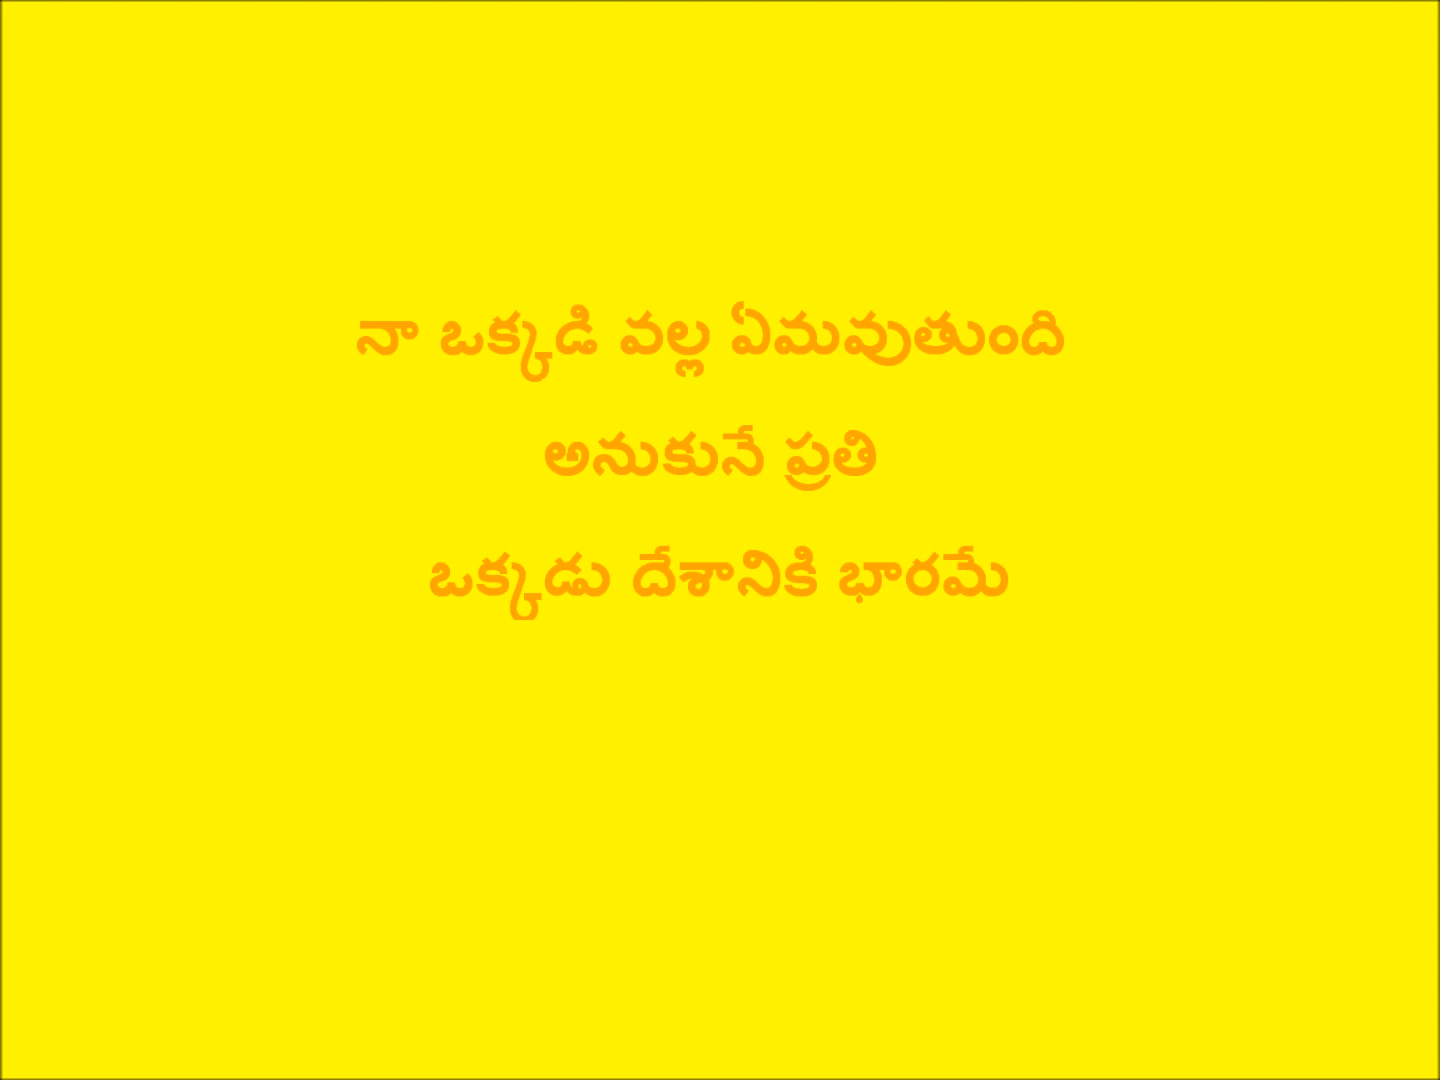 నా ఒక్కడి వల్ల ఏమవుతుంది
అనుకునే ప్రతి
ఒక్కడు దేశానికి భారమే